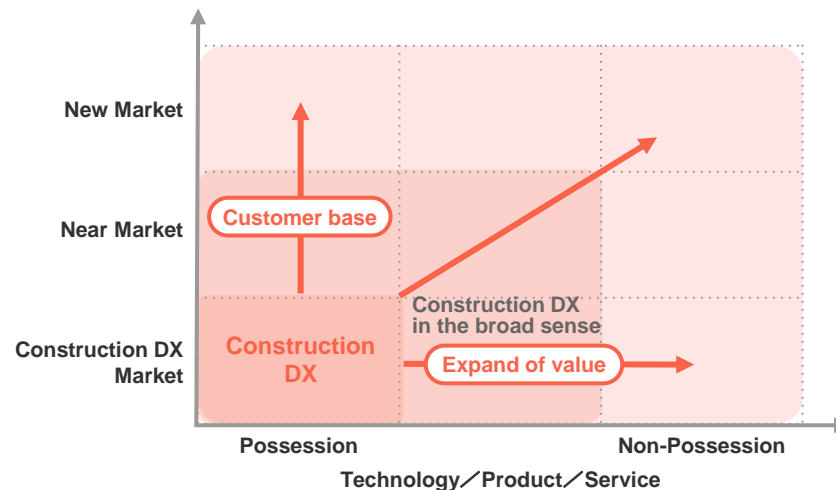 New Market
Customer base
Near Market
Construction DX
in the broad sense
Construction DX
Market
Construction
DX
Expand of value
Possession
Non-Possession
Technology／Product／Service